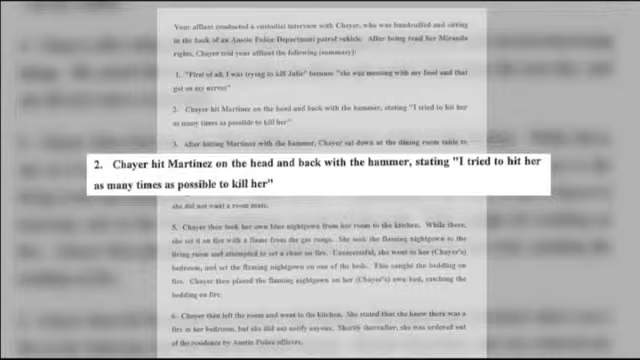 Your affiant conducted a custodial interview with Chayer, who was handcuffed and sitting
in the back of an Austin Police Department patrol vehicle. After being read her Miranda
rights, Chayer told your affiant the following (summary):
1. "First of all, I was trying to kill Julie" because "she was messing with my food and that
got on my nerves"
2. Chayer hit Martinez on the head and back with the hammer, stating "I tried to hit her
as many times as possible to kill her"
3. After hitting Martinez with the hammer, Chayer sat down at the dining room table to
2. Chayer hit Martinez on the head and back with the hammer, stating "I tried to hit her
as many times as possible to kill her"
she did not want a room mate.
5. Chayer then took her own blue nightgown from her room to the kitchen. While there,
she set it on fire with a flame from the gas range. She took the flaming nightgown to the
living room and attempted to set a chair on fire. Unsuccessful, she went to her (Chayer's)
bedroom, and set the flaming nightgown on one of the beds. This caught the bedding on
fire. Chayer then placed the flaming nightgown on her (Chayer's) own bed, catching the
bedding on fire.
6. Chayer then left the room and went to the kitchen. She stated that she knew there was a
fire in her bedroom, but she did not notify anyone. Shortly thereafter, she was ordered out
of the residence by Austin Police officers.